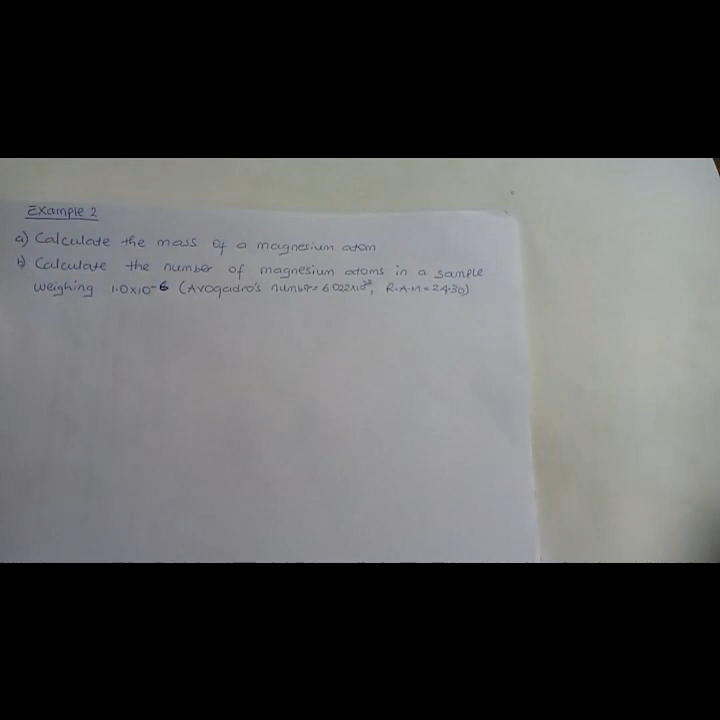 Example 2
a) Calculate the mass of a magnesium atom
b) Calculate the number of magnesium atoms in a sample
weighing 1.0x10-6 (Avogadro's number= 6.022x10²³, R.A.M=24.30)